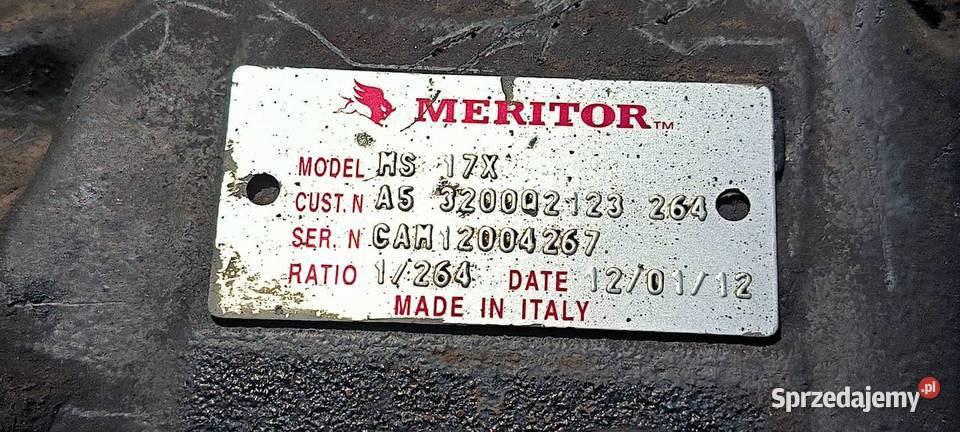 MERITOR™
MODEL MS 17X
CUST. N A5 3200Q2123 264
SER. N CAM12004267
RATIO 1/264 DATE 12/01/12
MADE IN ITALY
Sprzedajemy.pl